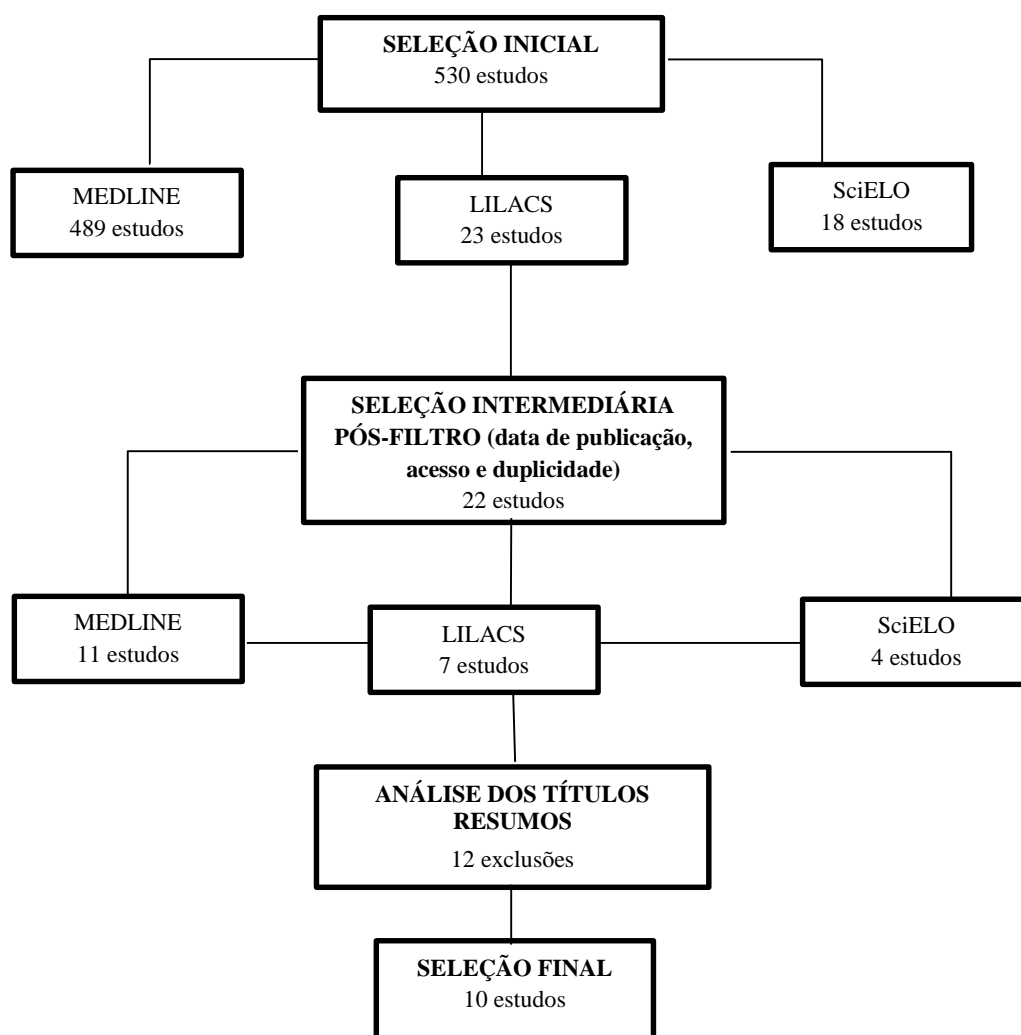 SELEÇÃO INICIAL
530 estudos
MEDLINE
489 estudos
LILACS
23 estudos
SciELO
18 estudos
SELEÇÃO INTERMEDIÁRIA
PÓS-FILTRO (data de publicação,
acesso e duplicidade)
22 estudos
MEDLINE
11 estudos
LILACS
7 estudos
SciELO
4 estudos
ANÁLISE DOS TÍTULOS
RESUMOS
12 exclusões
SELEÇÃO FINAL
10 estudos